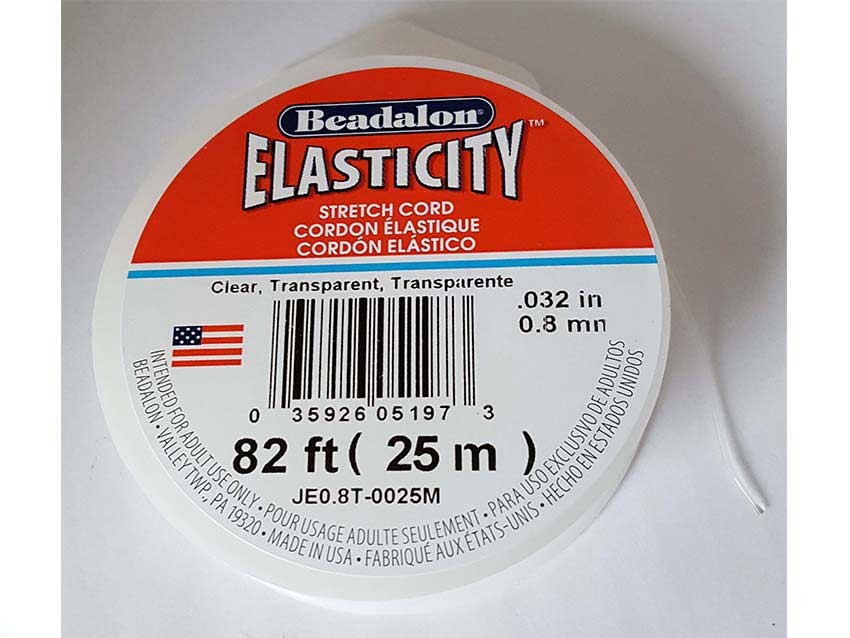 Beadalon®
ELASTICITY™
STRETCH CORD
CORDON ÉLASTIQUE
CORDÓN ELÁSTICO
Clear, Transparent, Transparente
.032 in
0.8 mm
0 35926 05197 3
82 ft ( 25 m )
JE0.8T-0025M
INTENDED FOR ADULT USE ONLY • POUR USAGE ADULTE SEULEMENT • PARA USO EXCLUSIVO DE ADULTOS
BEADALON • VALLEY TWP., PA 19320 • MADE IN USA • FABRIQUÉ AUX ÉTATS-UNIS • HECHO EN ESTADOS UNIDOS